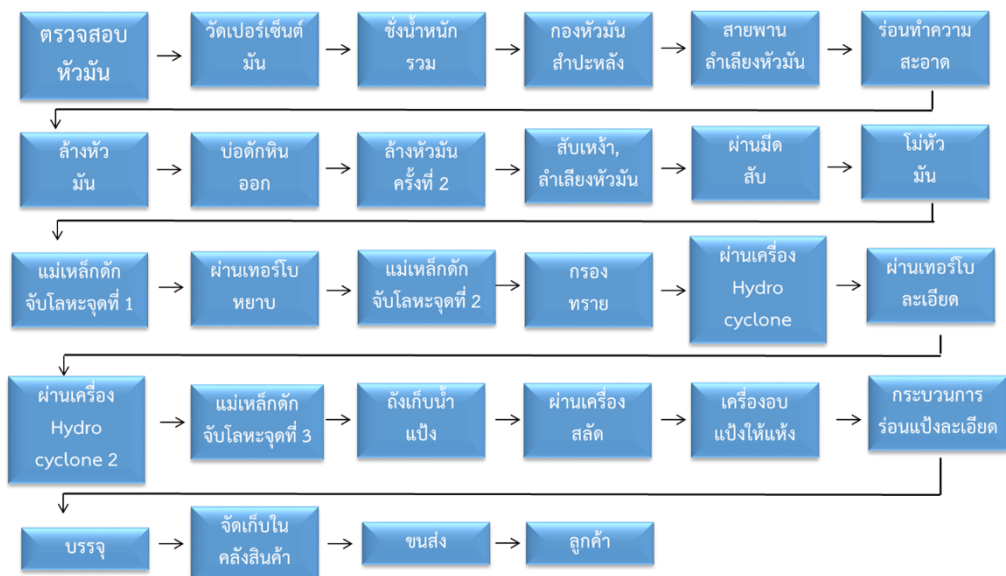 ตรวจสอบ
หัวมัน
วัดเปอร์เซ็นต์
มัน
ชั่งน้ำหนัก
รวม
กองหัวมัน
สำปะหลัง
สายพาน
ลำเลียงหัวมัน
ร่อนทำความ
สะอาด
ล้างหัว
มัน
บ่อดักหิน
ออก
ล้างหัวมัน
ครั้งที่ 2
สับเหง้า,
ลำเลียงหัวมัน
ผ่านมีด
สับ
โม่หัว
มัน
แม่เหล็กดัก
จับโลหะจุดที่ 1
ผ่านเทอร์โบ
หยาบ
แม่เหล็กดัก
จับโลหะจุดที่ 2
กรอง
ทราย
ผ่านเครื่อง
Hydro
cyclone
ผ่านเทอร์โบ
ละเอียด
ผ่านเครื่อง
Hydro
cyclone 2
แม่เหล็กดัก
จับโลหะจุดที่ 3
ถังเก็บน้ำ
แป้ง
ผ่านเครื่อง
สลัด
เครื่องอบ
แป้งให้แห้ง
กระบวนการ
ร่อนแป้งละเอียด
บรรจุ
จัดเก็บใน
คลังสินค้า
ขนส่ง
ลูกค้า